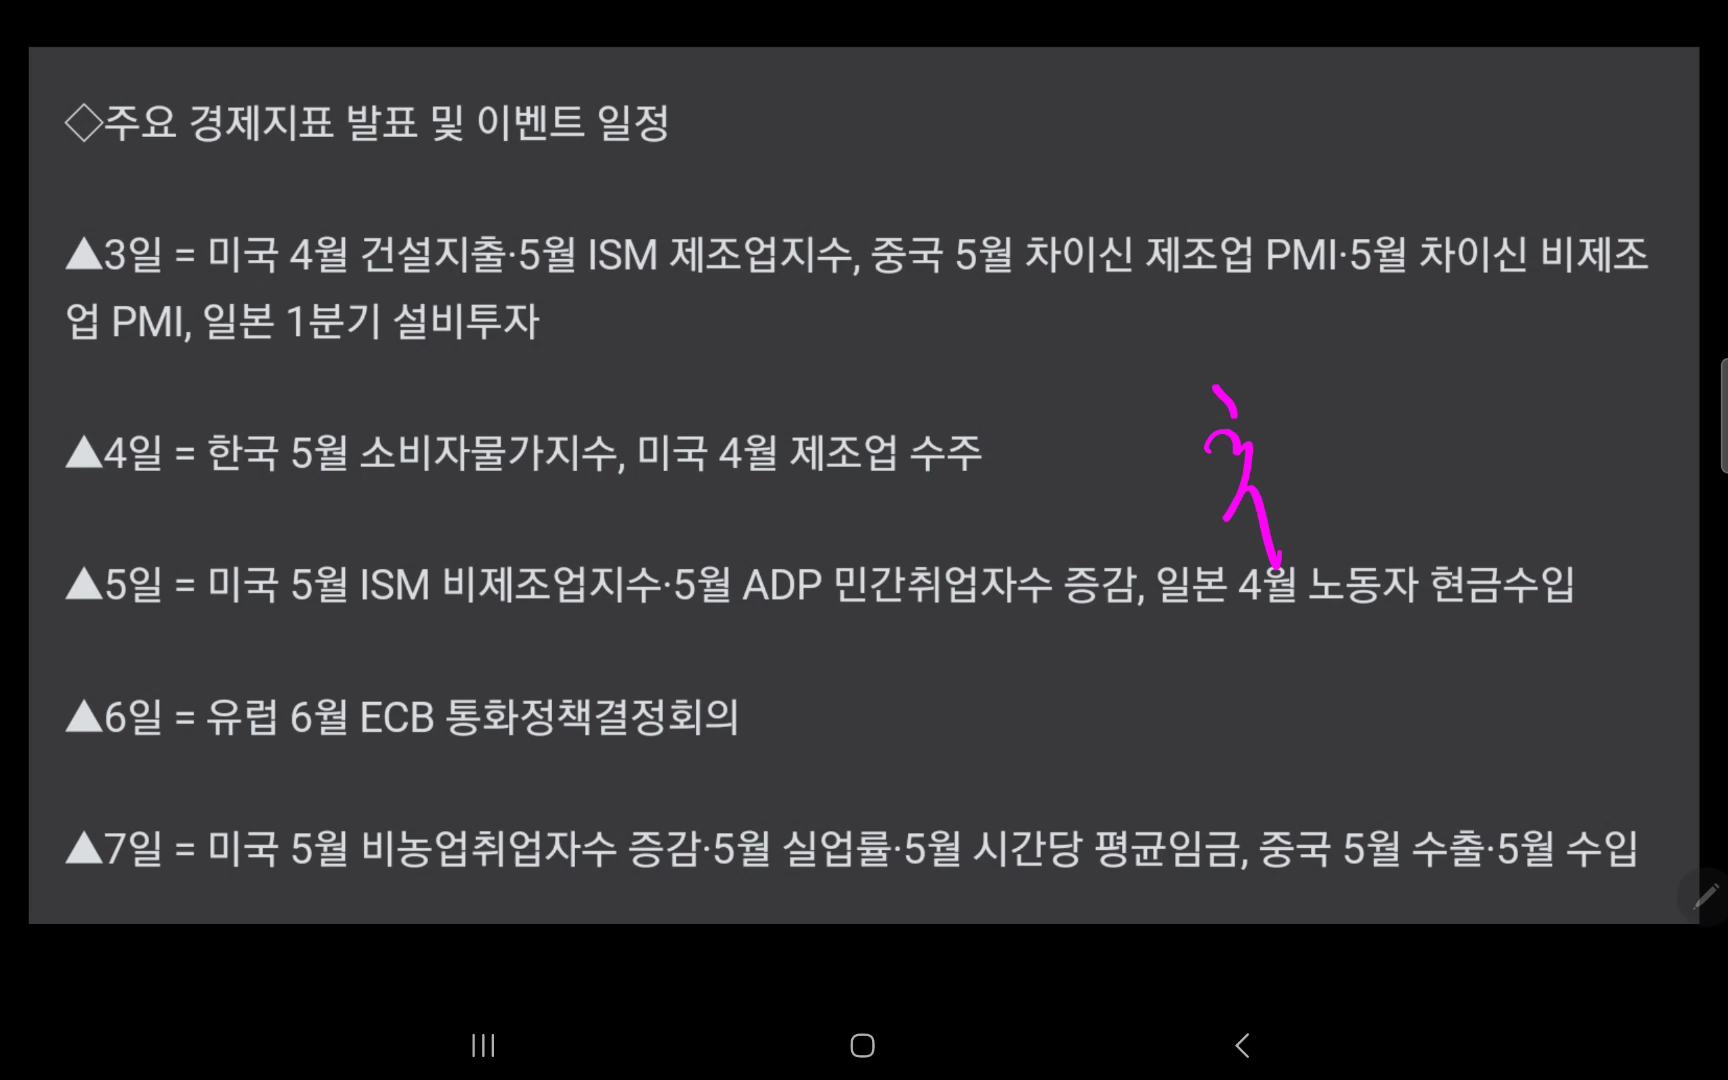 ◇주요 경제지표 발표 및 이벤트 일정
▲3일 = 미국 4월 건설지출·5월 ISM 제조업지수, 중국 5월 차이신 제조업 PMI·5월 차이신 비제조
업 PMI, 일본 1분기 설비투자
▲4일 = 한국 5월 소비자물가지수, 미국 4월 제조업 수주
▲5일 = 미국 5월 ISM 비제조업지수·5월 ADP 민간취업자수 증감, 일본 4월 노동자 현금수입
▲6일 = 유럽 6월 ECB 통화정책결정회의
▲7일 = 미국 5월 비농업취업자수 증감·5월 실업률·5월 시간당 평균임금, 중국 5월 수출·5월 수입